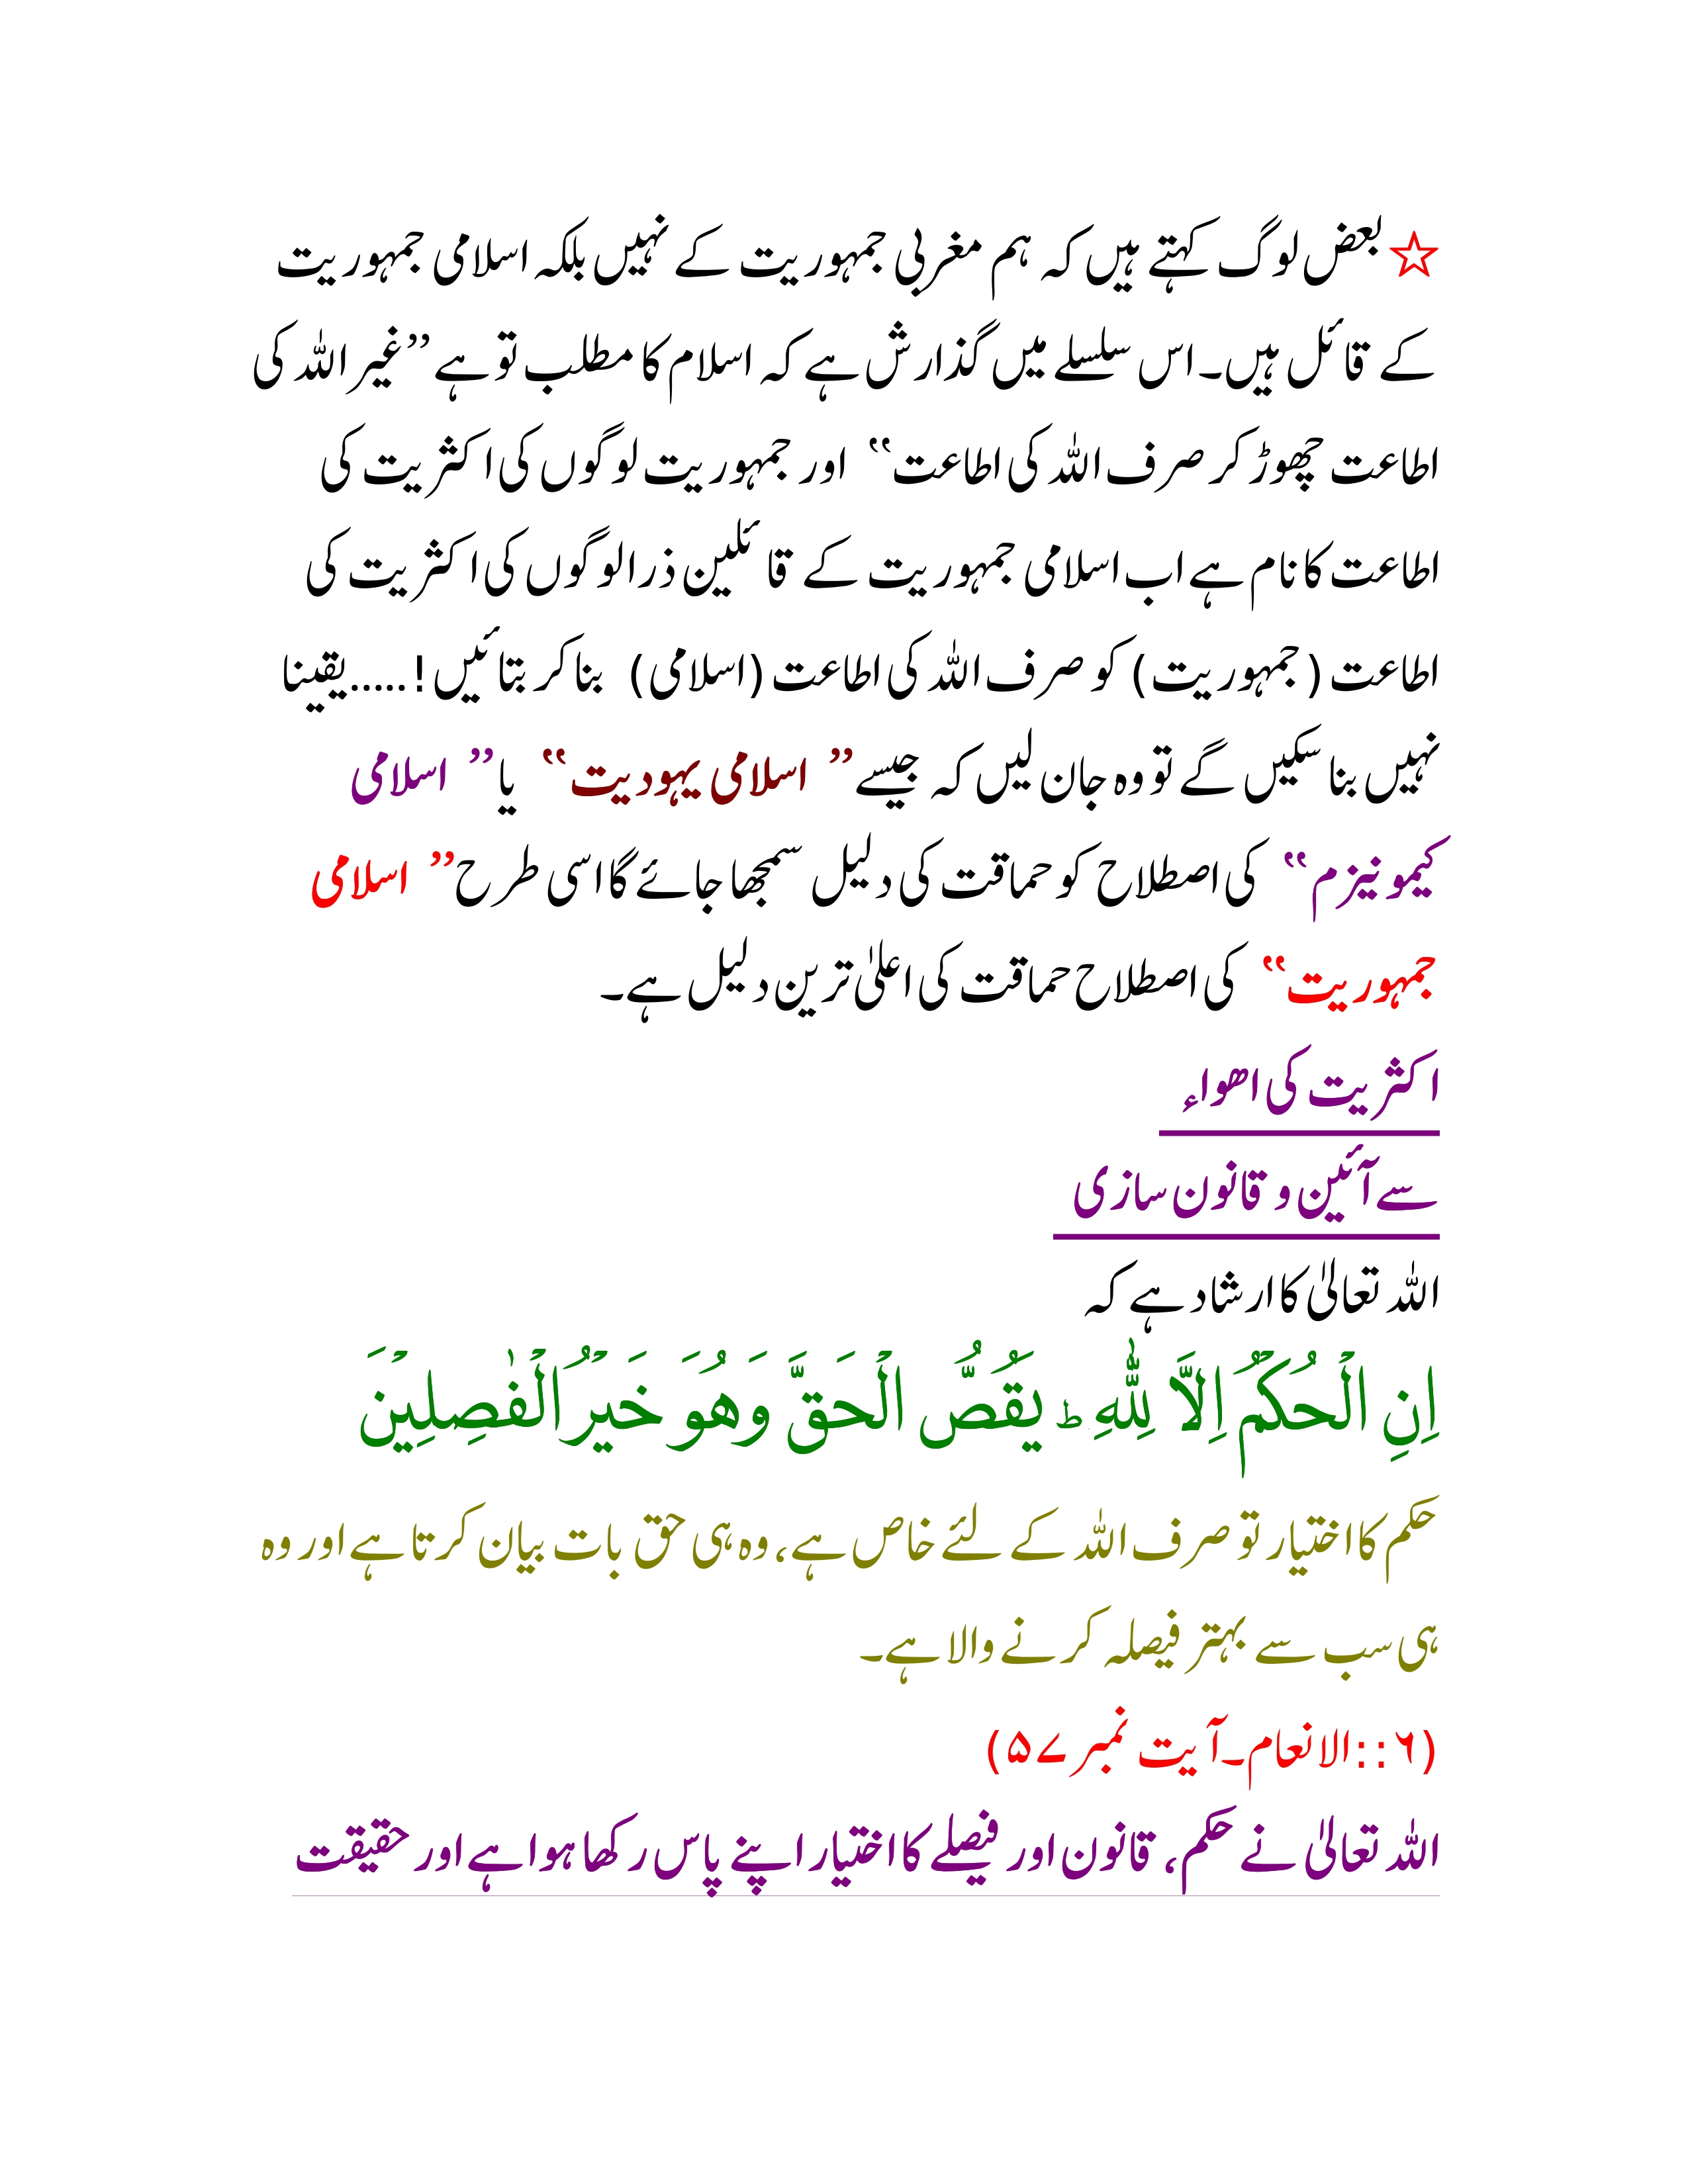 ☆بعض لوگ کہتے ہیں کہ ہم مغربی جمہوریت کے نہیں بلکہ اسلامی جمہوریت
کے قائل ہیں۔اس سلسلے میں گذارش ہے کہ اسلام کا مطلب تو ہے ’’غیر اللہ کی
اطاعت چھوڑ کر صرف اللہ کی اطاعت‘‘ اور جمہوریت لوگوں کی اکثریت کی
اطاعت کا نام ہے اب اسلامی جمہوریت کے قائلین ذرا لوگوں کی اکثریت کی
اطاعت (جمہوریت) کو صرف اللہ کی اطاعت (اسلامی) بنا کر بتائیں!.....یقینا
نہیں بنا سکیں گے تو وہ جان لیں کہ جیسے’’ اسلامی یہودیت‘‘ یا’’ اسلامی
کیمونیزم‘‘ کی اصطلاح کو حماقت کی دلیل سمجھا جائے گا اسی طرح’’ اسلامی
جمہوریت‘‘ کی اصطلاح حماقت کی اعلیٰ ترین دلیل ہے۔
اکثریت کی اھواء
سے آئین و قانون سازی
اللہ تعالیٰ کا ارشاد ہے کہ
اِنِ الْحُكْمُ اِلَّا لِلّٰهِ ط يَقُصُّ الْحَقَّ وَهُوَ خَيْرُ الْفٰصِلِيْنَ
حکم کا اختیار تو صرف اللہ کے لئے خاص ہے، وہ ہی حق بات بیان کرتا ہے اور وہ
ہی سب سے بہتر فیصلہ کرنے والا ہے۔
(۶::الانعام۔آیت نمبر ۵۷)
اللہ تعالیٰ نے حکم، قانون اور فیصلے کا اختیار اپنے پاس رکھا ہوا ہے اور حقیقت